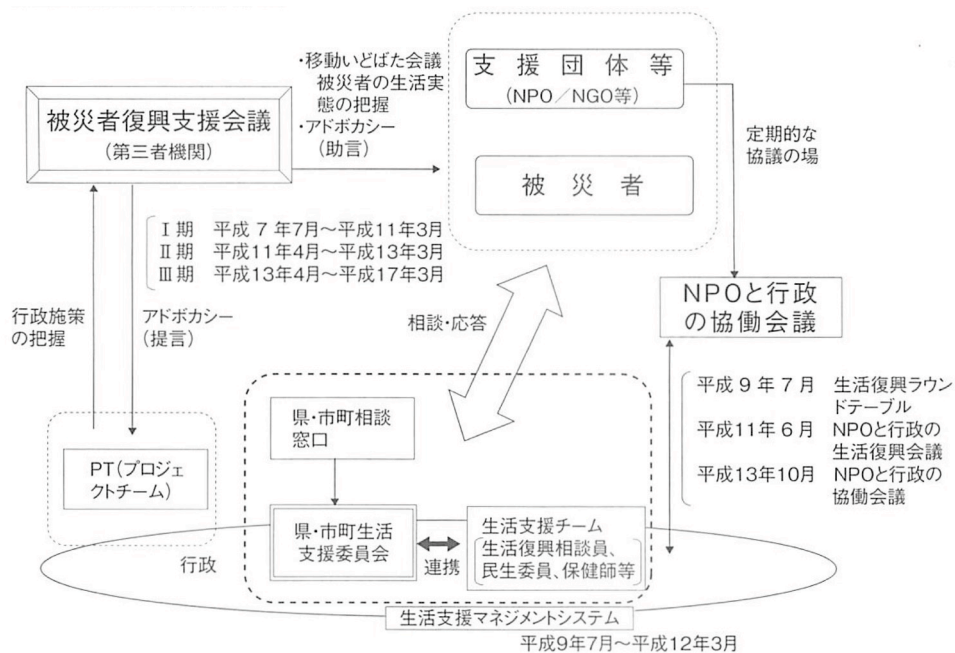 ・移動いどばた会議
被災者の生活実
態の把握
・アドボカシー
(助言)
支援団体等
(NPO／NGO等)
被災者復興支援会議
(第三者機関)
定期的な
協議の場
被災者
Ⅰ期 平成7年7月～平成11年3月
Ⅱ期 平成11年4月～平成13年3月
Ⅲ期 平成13年4月～平成17年3月
行政施策
の把握
アドボカシー
(提言)
相談・応答
NPOと行政
の協働会議
平成9年7月 生活復興ラウン
ドテーブル
平成11年6月 NPOと行政の
生活復興会議
平成13年10月 NPOと行政の
協働会議
県・市町相談
窓口
PT(プロジェ
クトチーム)
県・市町生活
支援委員会
連携
生活支援チーム
生活復興相談員、
民生委員、保健師等
行政
生活支援マネジメントシステム
平成9年7月～平成12年3月